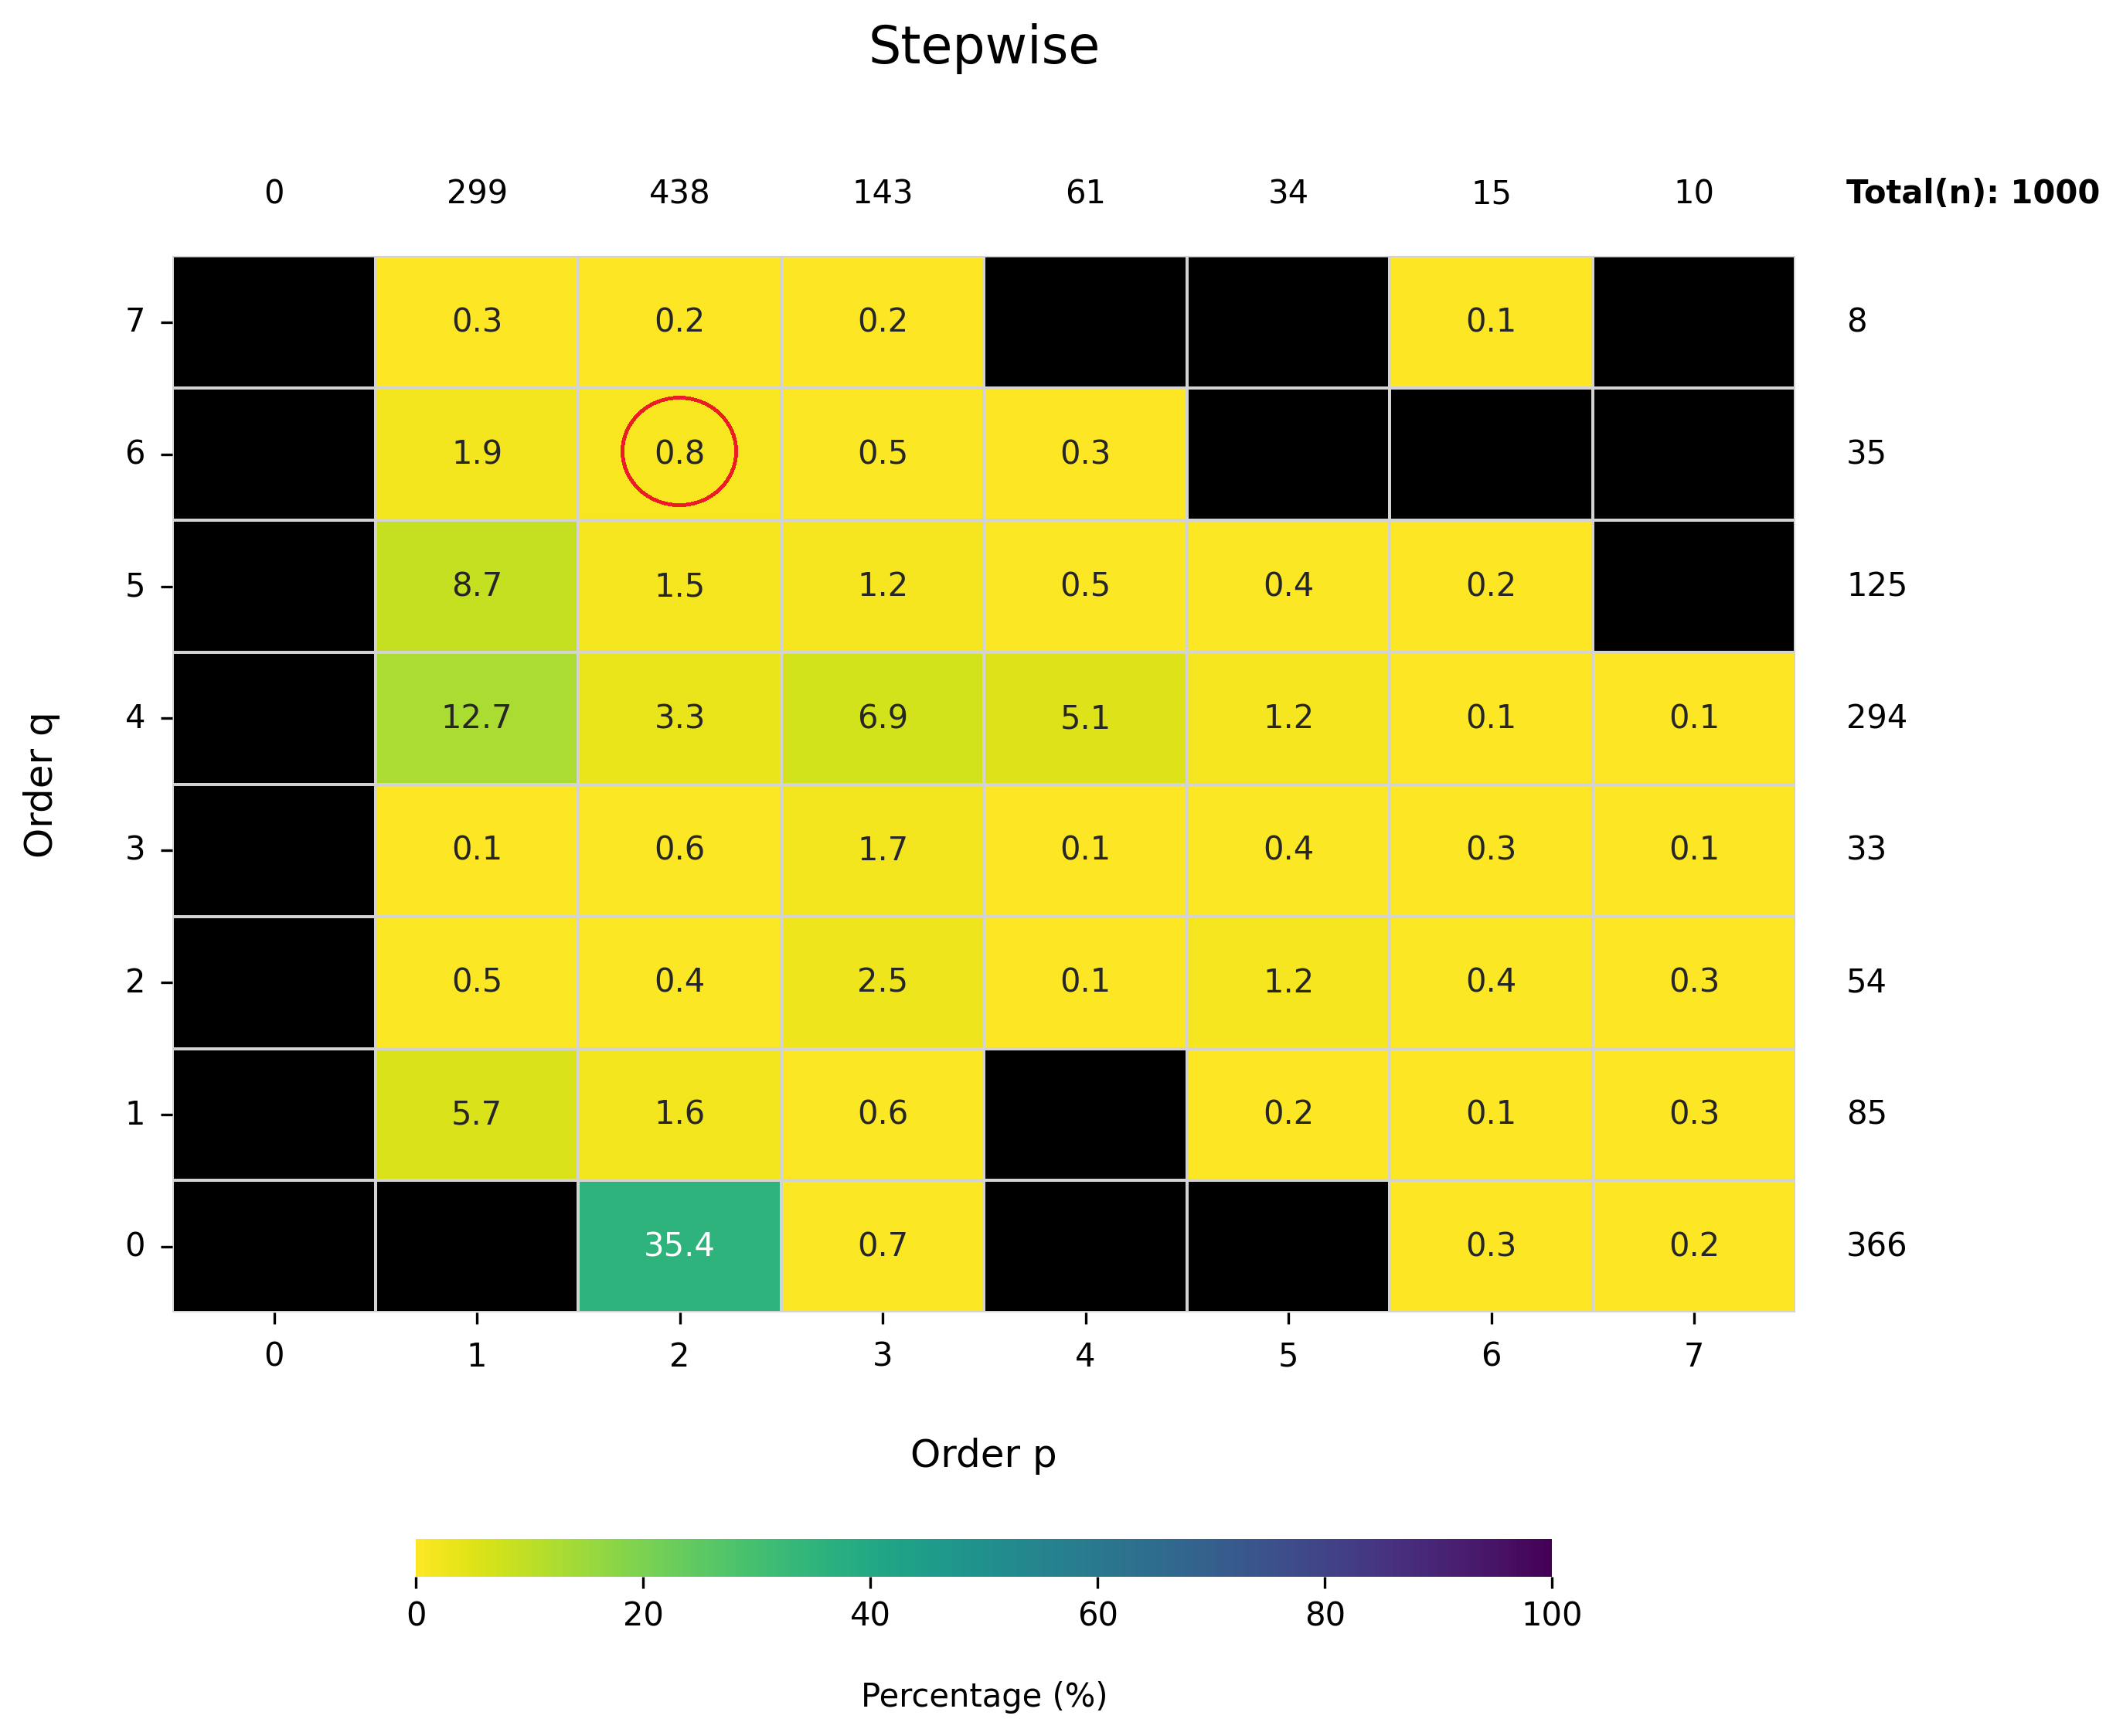 Stepwise
0 299 438 143 61 34 15 10 Total(n): 1000
7 0.3 0.2 0.2 0.1 8
6 1.9 0.8 0.5 0.3 35
5 8.7 1.5 1.2 0.5 0.4 0.2 125
4 12.7 3.3 6.9 5.1 1.2 0.1 0.1 294
3 0.1 0.6 1.7 0.1 0.4 0.3 0.1 33
2 0.5 0.4 2.5 0.1 1.2 0.4 0.3 54
1 5.7 1.6 0.6 0.2 0.1 0.3 85
0 35.4 0.7 0.3 0.2 366
Order q
0 1 2 3 4 5 6 7
Order p
0 20 40 60 80 100
Percentage (%)